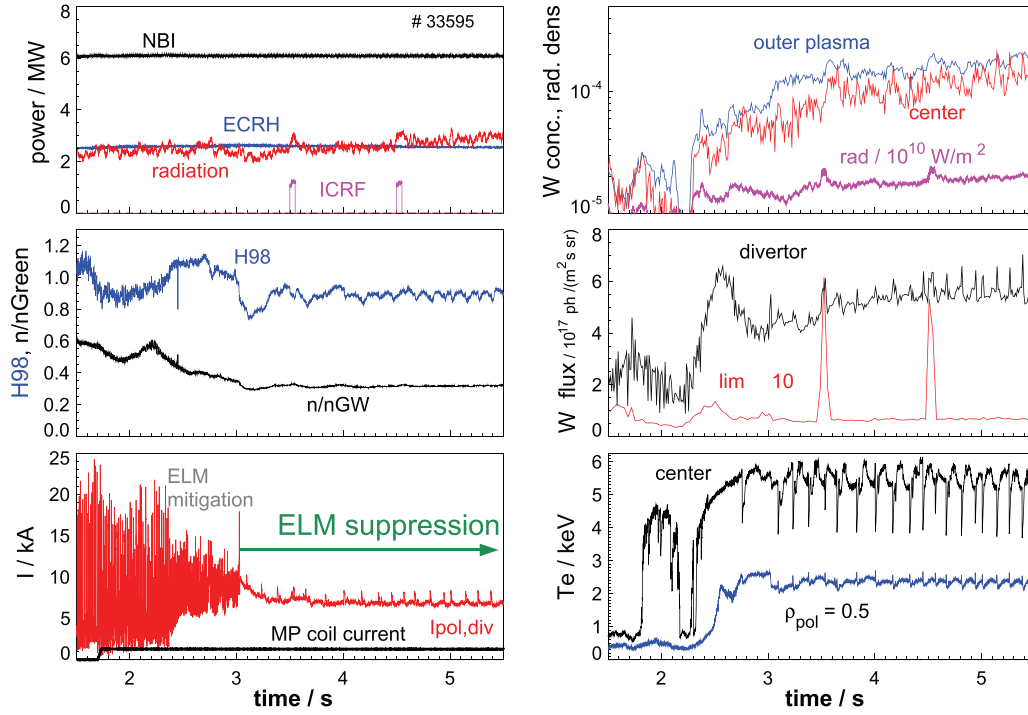 power / MW
8
6
4
2
0
# 33595
NBI
ECRH
radiation
ICRF
W conc., rad. dens
10-4
10-5
outer plasma
center
rad / 10^10 W/m^2
H98, n/nGreen
1.2
1.0
0.8
0.6
0.4
0.2
0.0
H98
n/nGW
W flux / 10^17 ph /(m^2 s sr)
8
6
4
2
0
divertor
lim 10
I / kA
25
20
15
10
5
0
ELM
mitigation
ELM suppression
Ipol,div
MP coil current
2 3 4 5
time / s
Te / keV
6
5
4
3
2
1
0
center
ρpol = 0.5
2 3 4 5
time / s